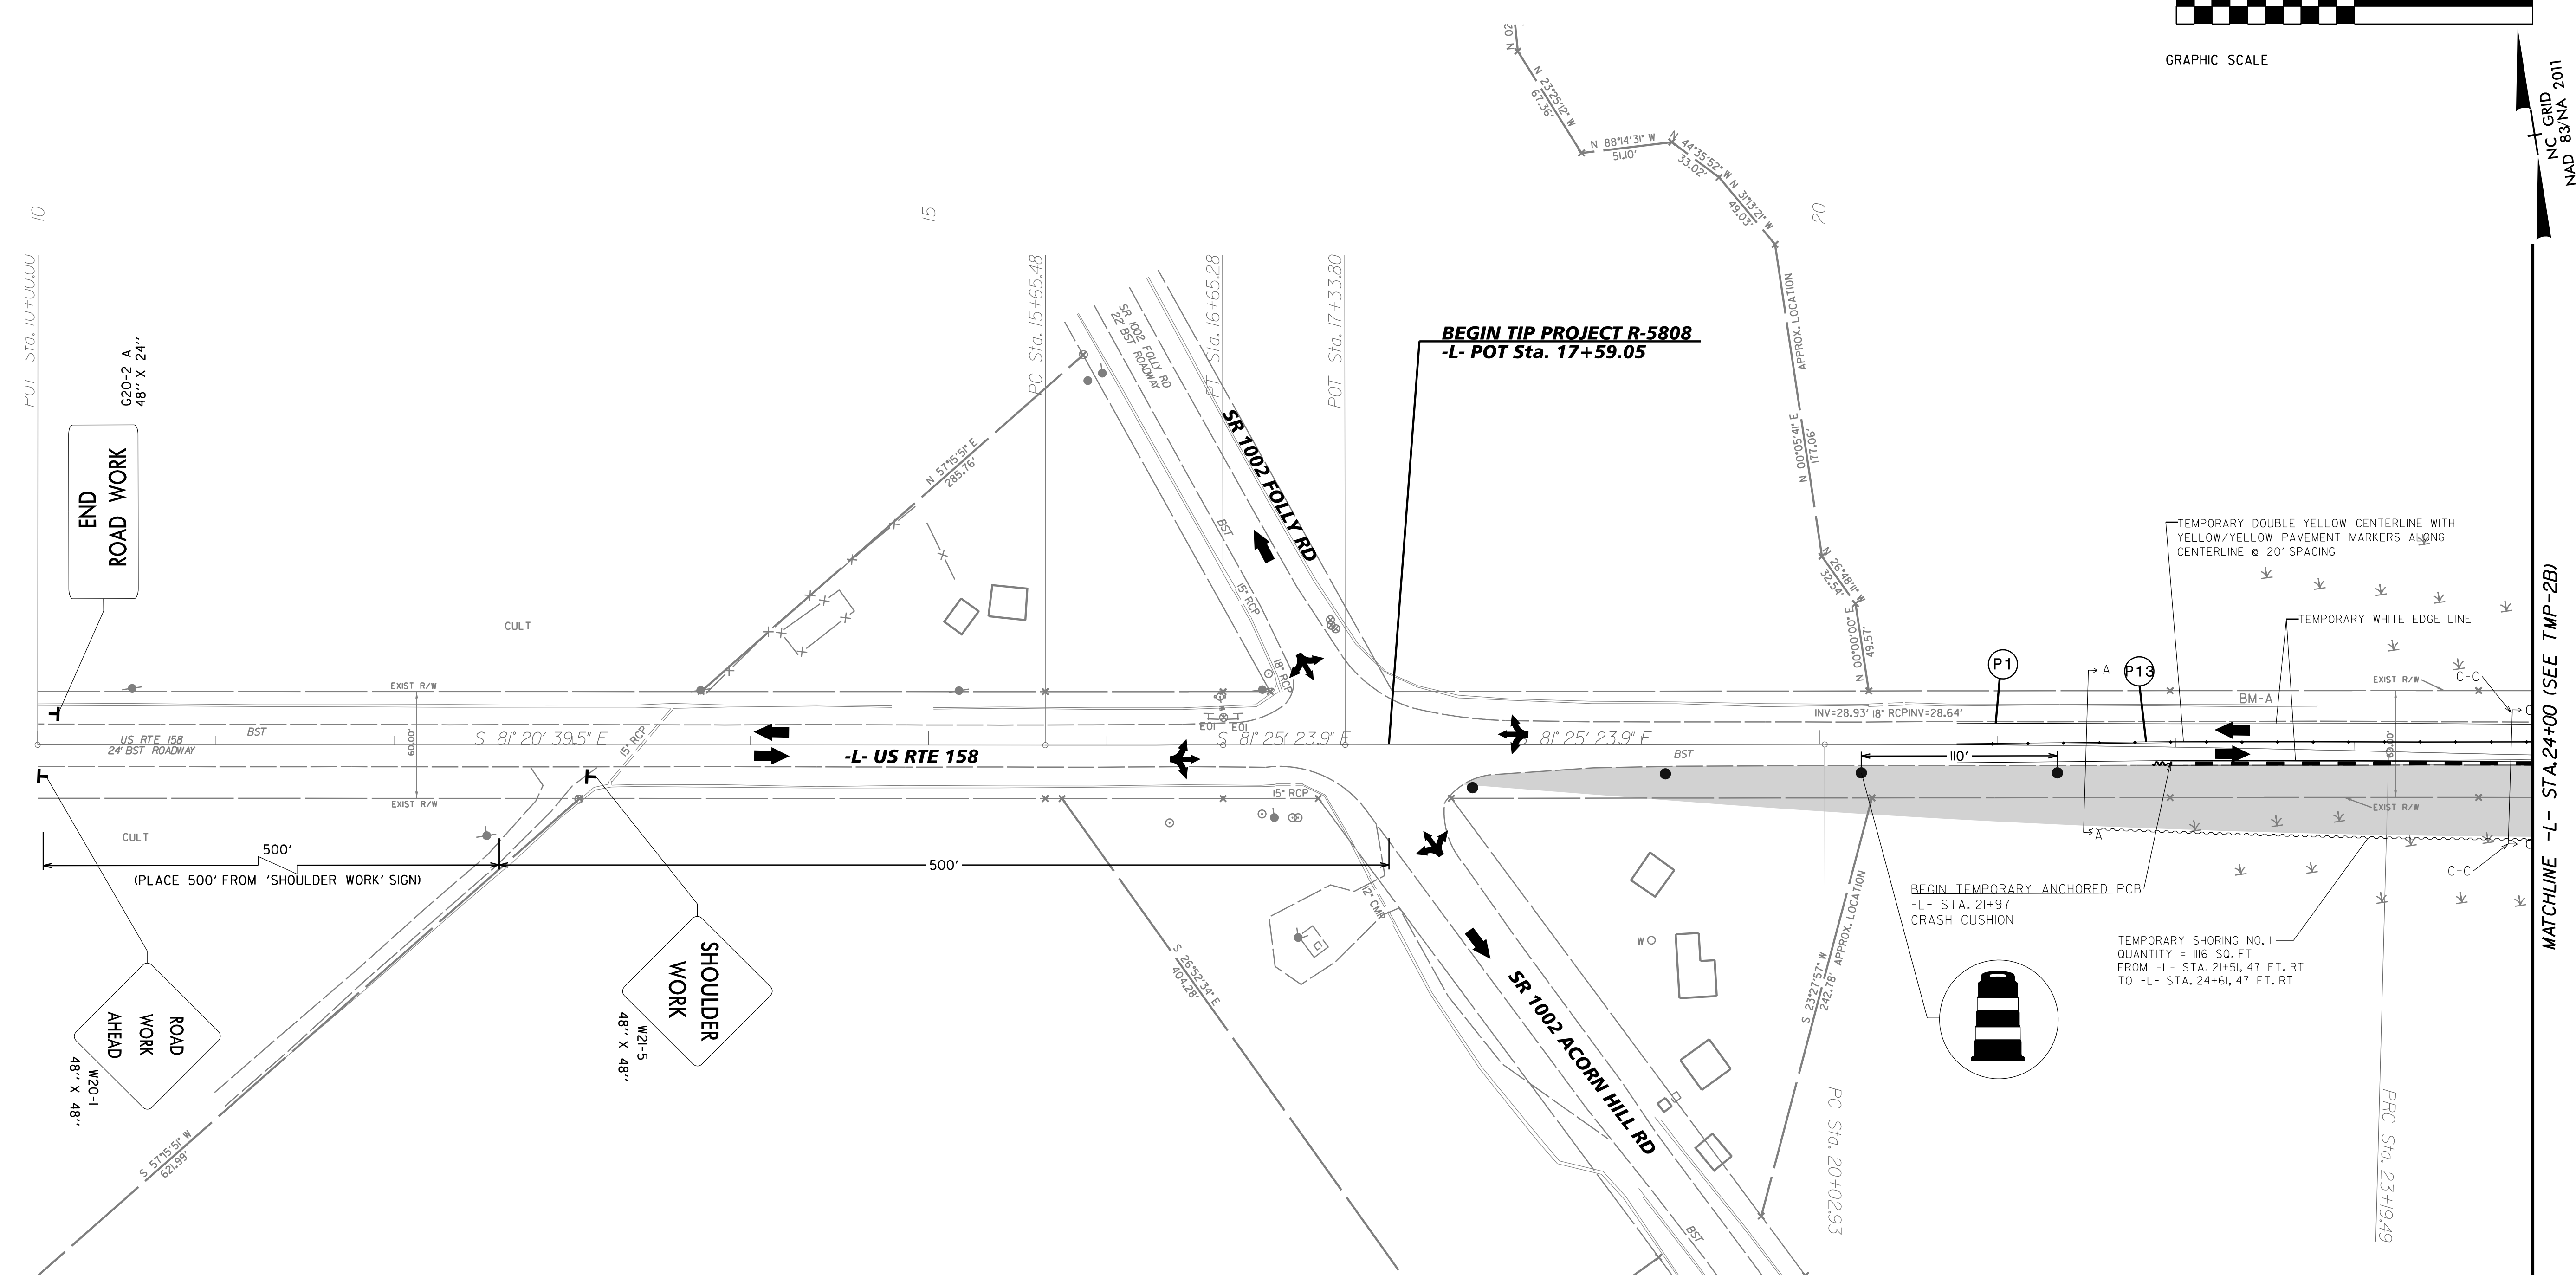 GRAPHIC SCALE
NC GRID
NAD 83/NA 2011
N 23°25'12" W
67.36'
N 88°14'31" W
51.10'
N 44°35'52" W
33.02'
N 31°13'21" W
49.03'
10
15
20
Sta. 10+00.00
PC Sta. 15+65.48
PT Sta. 16+65.28
POT Sta. 17+33.80
G20-2 A
48" X 24"
END
ROAD WORK
SR 1002 FOLLY RD
22' BST ROADWAY
BEGIN TIP PROJECT R-5808
-L- POT Sta. 17+59.05
N 00°05'41" E
177.06'
APPROX. LOCATION
N 57°15'51" E
285.76'
SR 1002 FOLLY RD
BST
15" RCP
18" RCP
N 26°48'11" W
32.54'
N 00°00'00" E
49.57'
TEMPORARY DOUBLE YELLOW CENTERLINE WITH
YELLOW/YELLOW PAVEMENT MARKERS ALONG
CENTERLINE @ 20' SPACING
TEMPORARY WHITE EDGE LINE
CULT
P1
P13
A
C-C
C
EXIST R/W
EXIST R/W
BM-A
INV=28.93' 18" RCP INV=28.64'
EOI
EOI
US RTE 158
24' BST ROADWAY
BST
60.00'
S 81° 20' 39.5" E
15" RCP
S 81° 25' 23.9" E
S 81° 25' 23.9" E
-L- US RTE 158
BST
110'
60.00'
EXIST R/W
15" RCP
EXIST R/W
CULT
A
C
C-C
500'
(PLACE 500' FROM 'SHOULDER WORK' SIGN)
500'
12" CMP
BEGIN TEMPORARY ANCHORED PCB
-L- STA. 21+97
CRASH CUSHION
TEMPORARY SHORING NO. 1
QUANTITY = 1116 SQ. FT
FROM -L- STA. 21+51, 47 FT. RT
TO -L- STA. 24+61, 47 FT. RT
MATCHLINE -L- STA.24+00 (SEE TMP-2B)
SHOULDER
WORK
W21-5
48" X 48"
ROAD
WORK
AHEAD
W20-1
48" X 48"
W
S 26°52'34" E
404.28'
S 23°27'57" W
242.78'
APPROX. LOCATION
SR 1002 ACORN HILL RD
BST
S 57°15'51" W
621.99'
PC Sta. 20+02.93
PRC Sta. 23+19.49